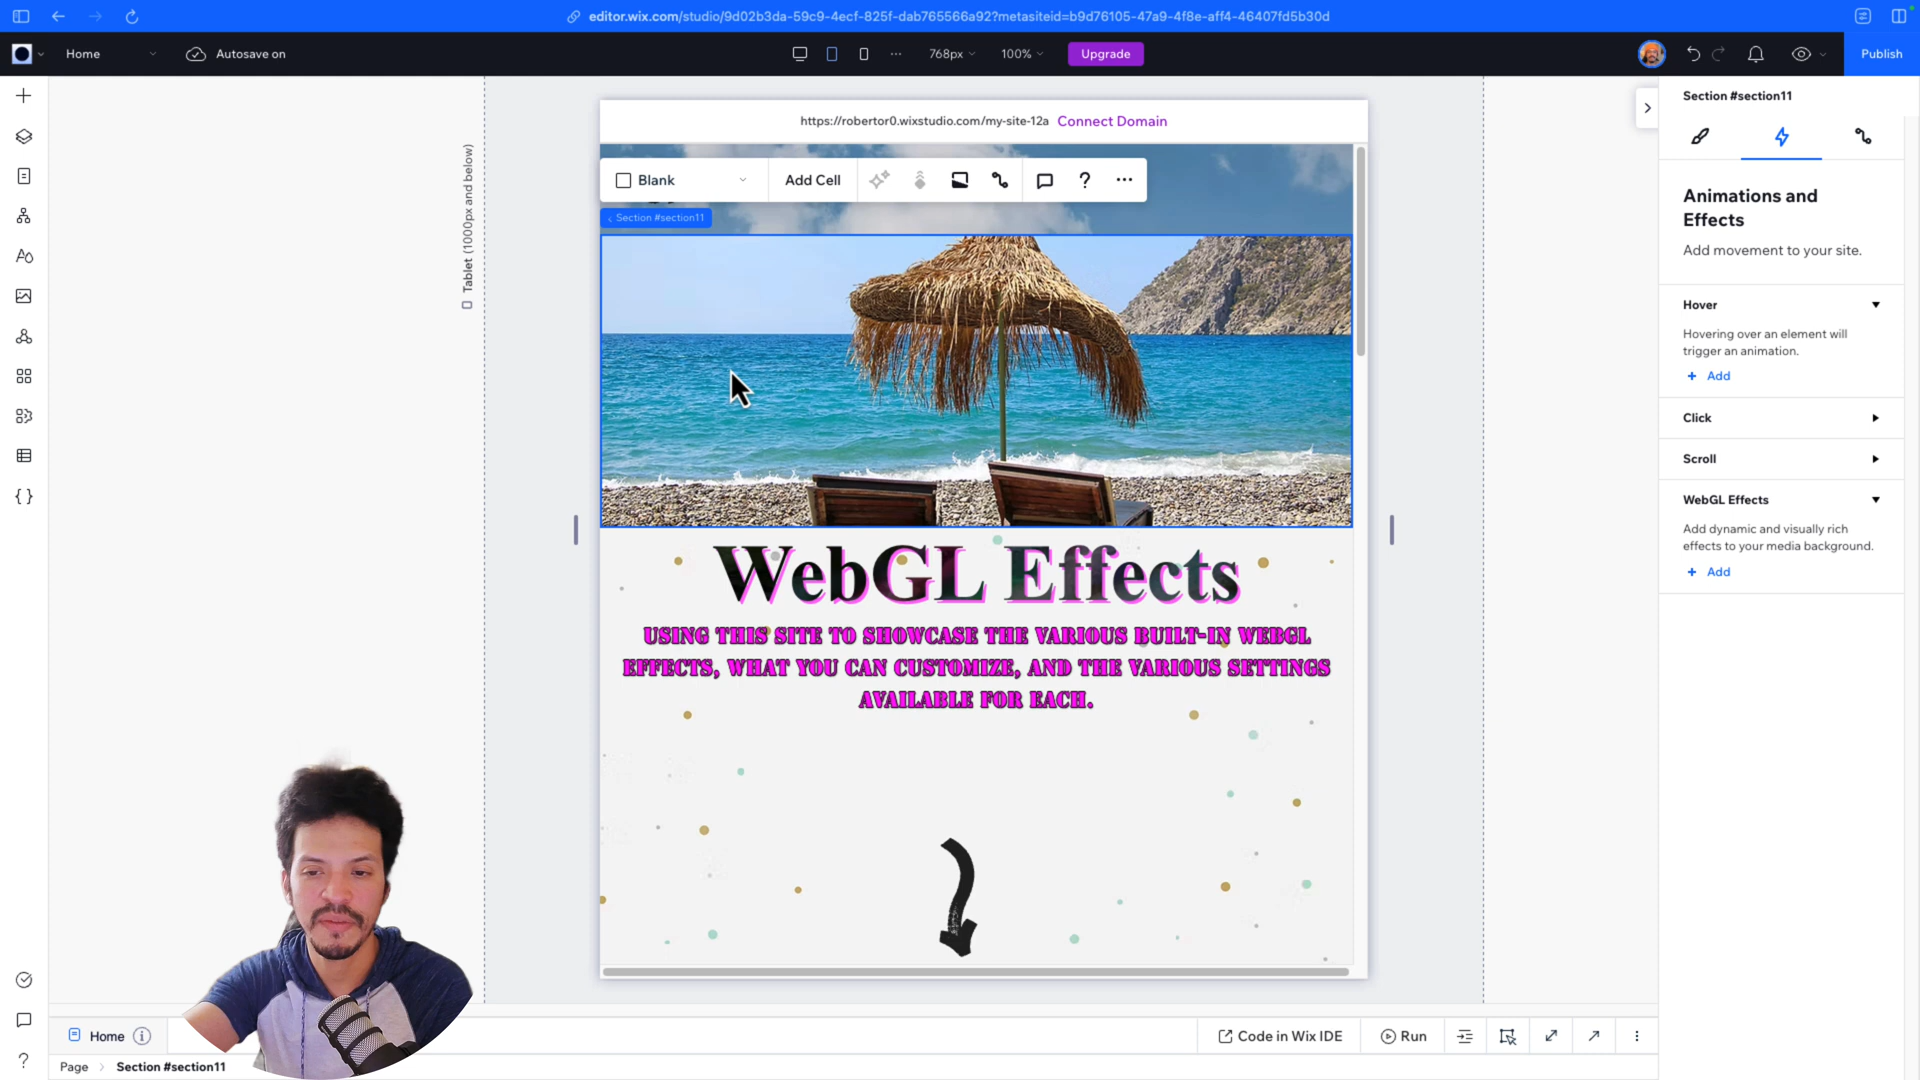 editor.wix.com/studio/9d02b3da-59c9-4ecf-825f-dab765566a92?metasiteid=b9d76105-47a9-4f8e-aff4-46407fd5b30d
Home
Autosave on
768px
100%
Upgrade
Publish
https://robertor0.wixstudio.com/my-site-12a Connect Domain
Blank
Add Cell
Section #section11
Tablet (1000px and below)
WebGL Effects
USING THIS SITE TO SHOWCASE THE VARIOUS BUILT-IN WEBGL
EFFECTS, WHAT YOU CAN CUSTOMIZE, AND THE VARIOUS SETTINGS
AVAILABLE FOR EACH.
Section #section11
Animations and
Effects
Add movement to your site.
Hover
Hovering over an element will
trigger an animation.
+ Add
Click
Scroll
WebGL Effects
Add dynamic and visually rich
effects to your media background.
+ Add
Home
Code in Wix IDE
Run
Page > Section #section11